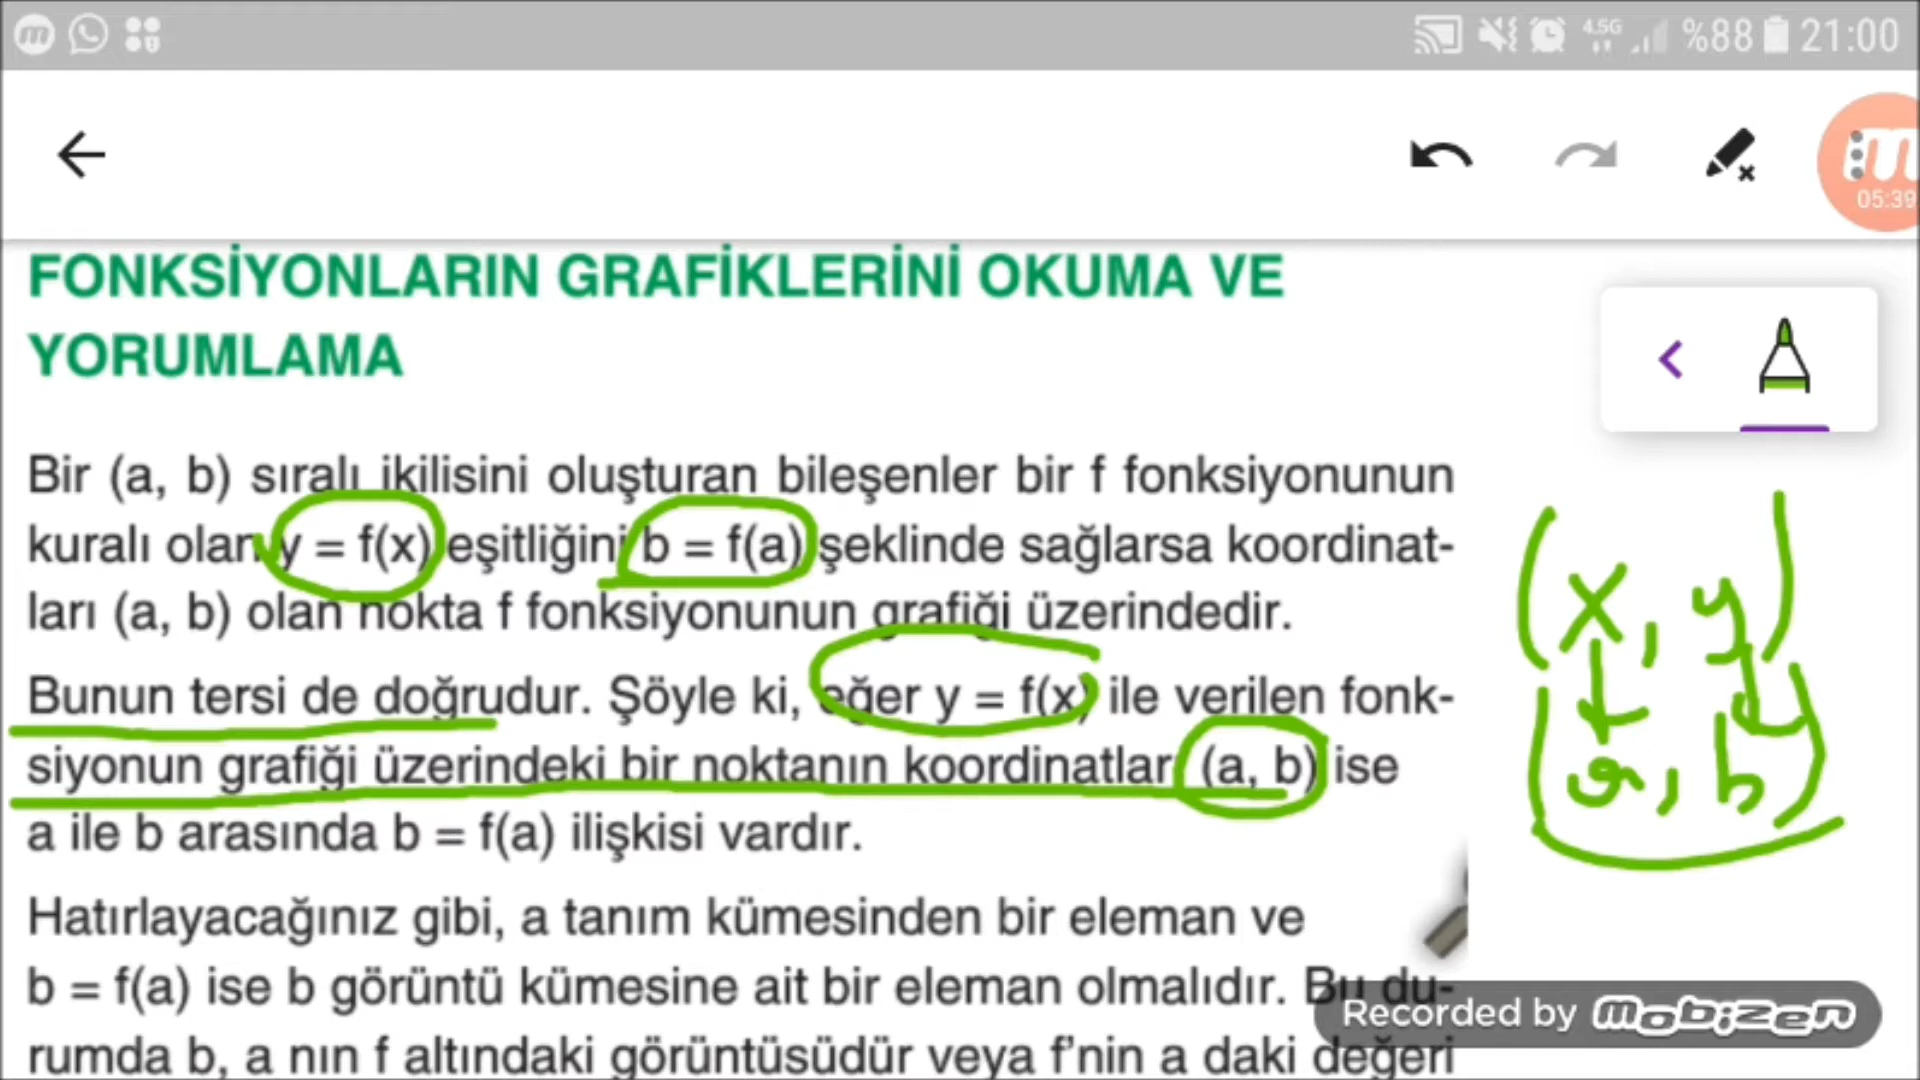 4.5G %88 21:00
05:39
FONKSİYONLARIN GRAFİKLERİNİ OKUMA VE
YORUMLAMA
Bir (a, b) sıralı ikilisini oluşturan bileşenler bir f fonksiyonunun
kuralı olan y = f(x) eşitliğini b = f(a) şeklinde sağlarsa koordinat-
ları (a, b) olan nokta f fonksiyonunun grafiği üzerindedir.
Bunun tersi de doğrudur. Şöyle ki, eğer y = f(x) ile verilen fonk-
siyonun grafiği üzerindeki bir noktanın koordinatları (a, b) ise
a ile b arasında b = f(a) ilişkisi vardır.
Hatırlayacağınız gibi, a tanım kümesinden bir eleman ve
b = f(a) ise b görüntü kümesine ait bir eleman olmalıdır. Bu du-
rumda b, a nın f altındaki görüntüsüdür veya f'nin a daki değeri
(x, y)
(a, b)
Recorded by mobizen